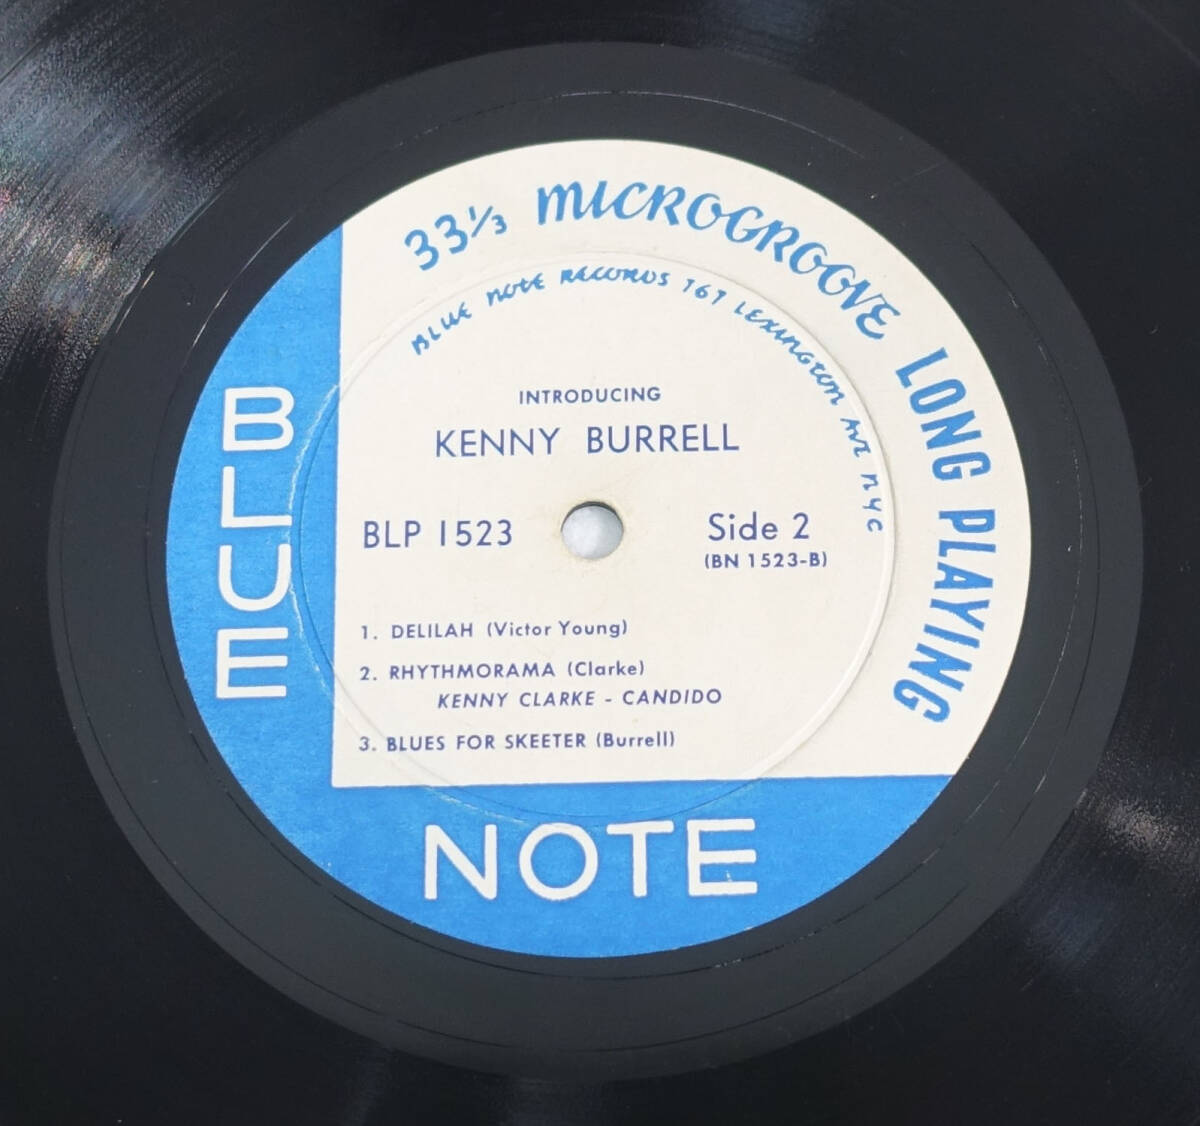 33⅓ MICROGROOVE LONG PLAYING
BLUE NOTE RECORDS 767 LEXINGTON AVE NYC
INTRODUCING
KENNY BURRELL
BLP 1523
Side 2
(BN 1523-B)
1. DELILAH (Victor Young)
2. RHYTHMORAMA (Clarke)
KENNY CLARKE - CANDIDO
3. BLUES FOR SKEETER (Burrell)
BLUE
NOTE